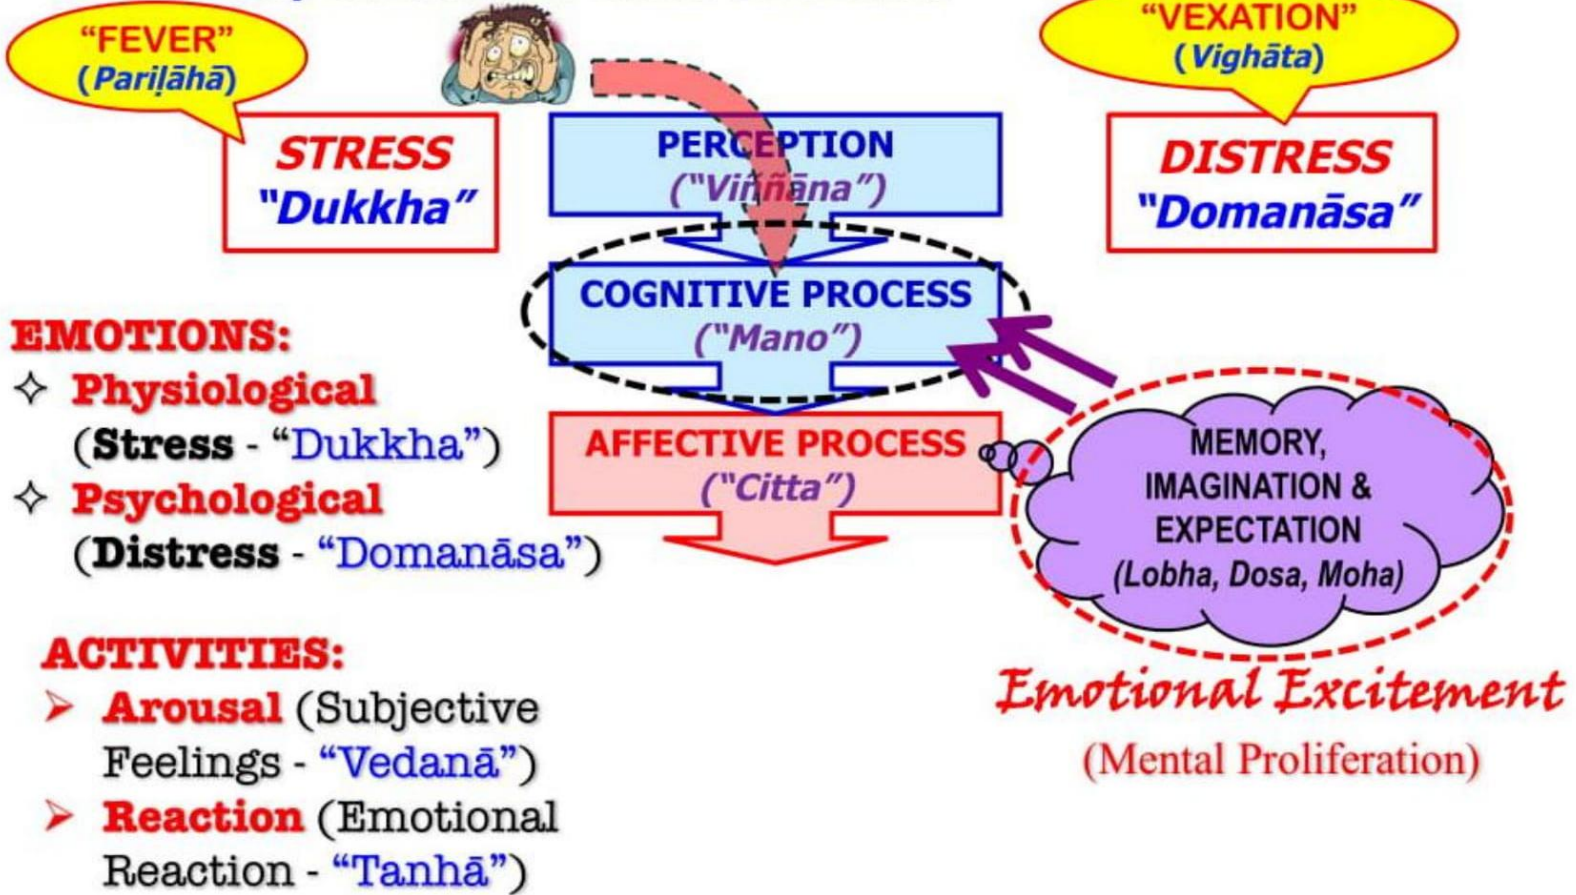 “FEVER”
(Pariḷāhā)
“VEXATION”
(Vighāta)
STRESS
“Dukkha”
PERCEPTION
(“Viññāna”)
DISTRESS
“Domanāsa”
COGNITIVE PROCESS
(“Mano”)
EMOTIONS:
✧ Physiological
(Stress - “Dukkha”)
✧ Psychological
(Distress - “Domanāsa”)
AFFECTIVE PROCESS
(“Citta”)
MEMORY,
IMAGINATION &
EXPECTATION
(Lobha, Dosa, Moha)
Emotional Excitement
(Mental Proliferation)
ACTIVITIES:
➢ Arousal (Subjective
Feelings - “Vedanā”)
➢ Reaction (Emotional
Reaction - “Tanhā”)